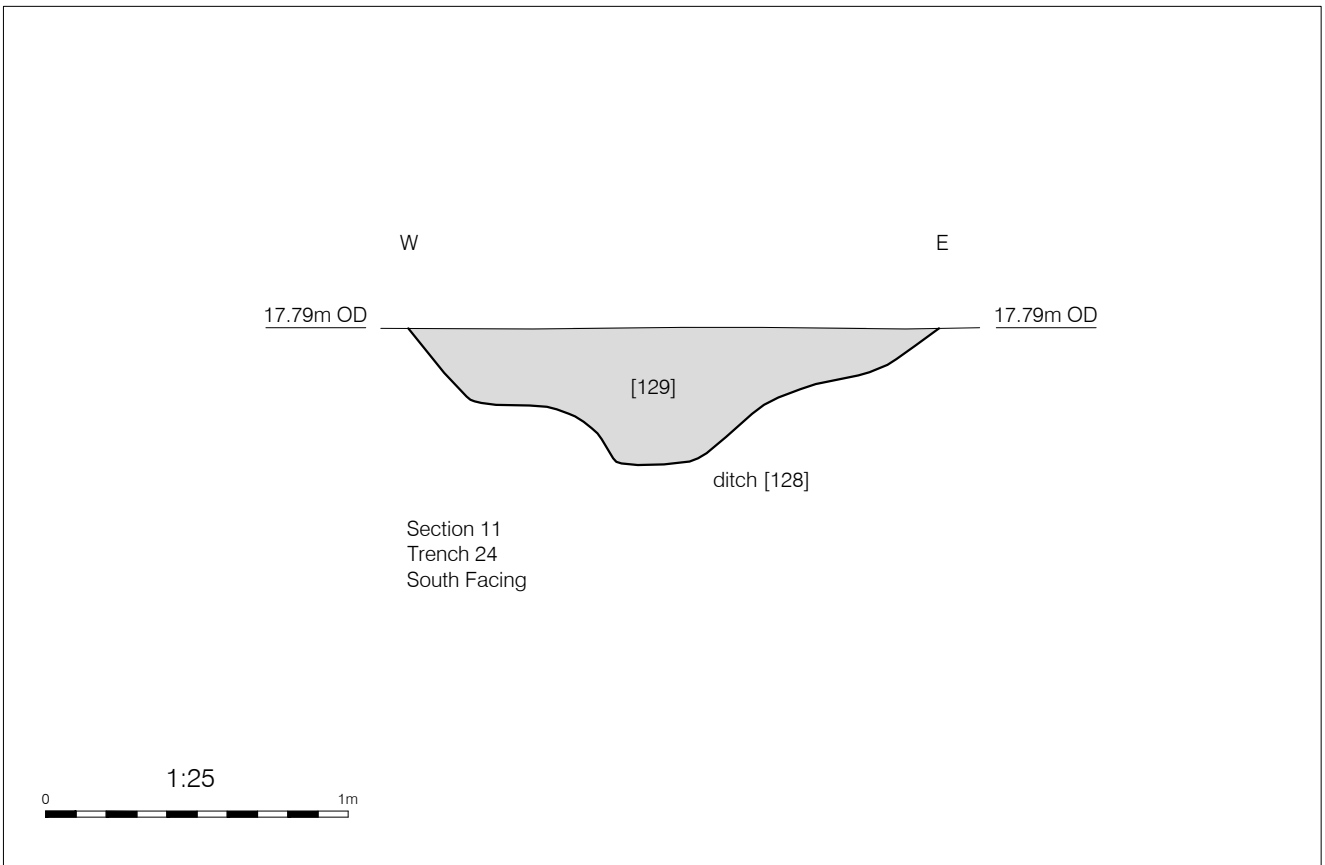 W
E
17.79m OD
17.79m OD
[129]
ditch [128]
Section 11
Trench 24
South Facing
1:25
0
1m